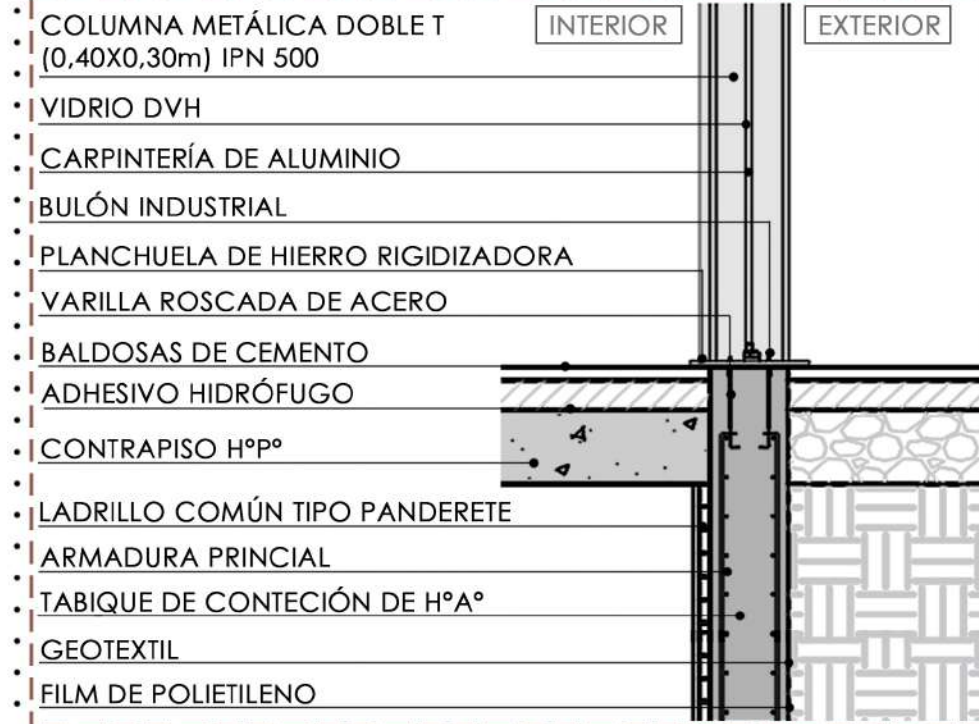 COLUMNA METÁLICA DOBLE T
(0,40X0,30m) IPN 500
INTERIOR
EXTERIOR
VIDRIO DVH
CARPINTERÍA DE ALUMINIO
BULÓN INDUSTRIAL
PLANCHUELA DE HIERRO RIGIDIZADORA
VARILLA ROSCADA DE ACERO
BALDOSAS DE CEMENTO
ADHESIVO HIDRÓFUGO
CONTRAPISO HºPº
LADRILLO COMÚN TIPO PANDERETE
ARMADURA PRINCIAL
TABIQUE DE CONTECIÓN DE HºAº
GEOTEXTIL
FILM DE POLIETILENO